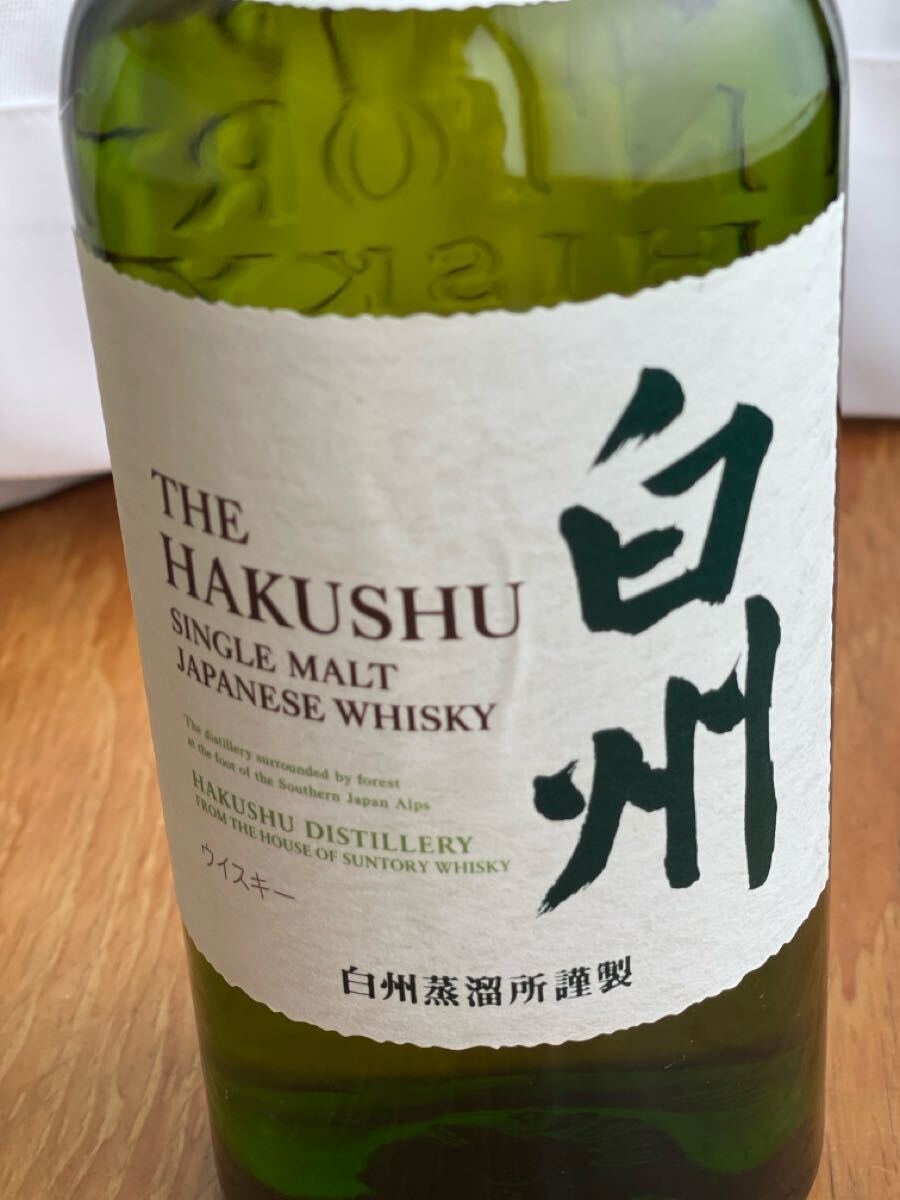 THE
HAKUSHU
SINGLE MALT
JAPANESE WHISKY
The distillery surrounded by forest
at the foot of the Southern Japan Alps
HAKUSHU DISTILLERY
FROM THE HOUSE OF SUNTORY WHISKY
ウイスキー
白州
白州蒸溜所謹製